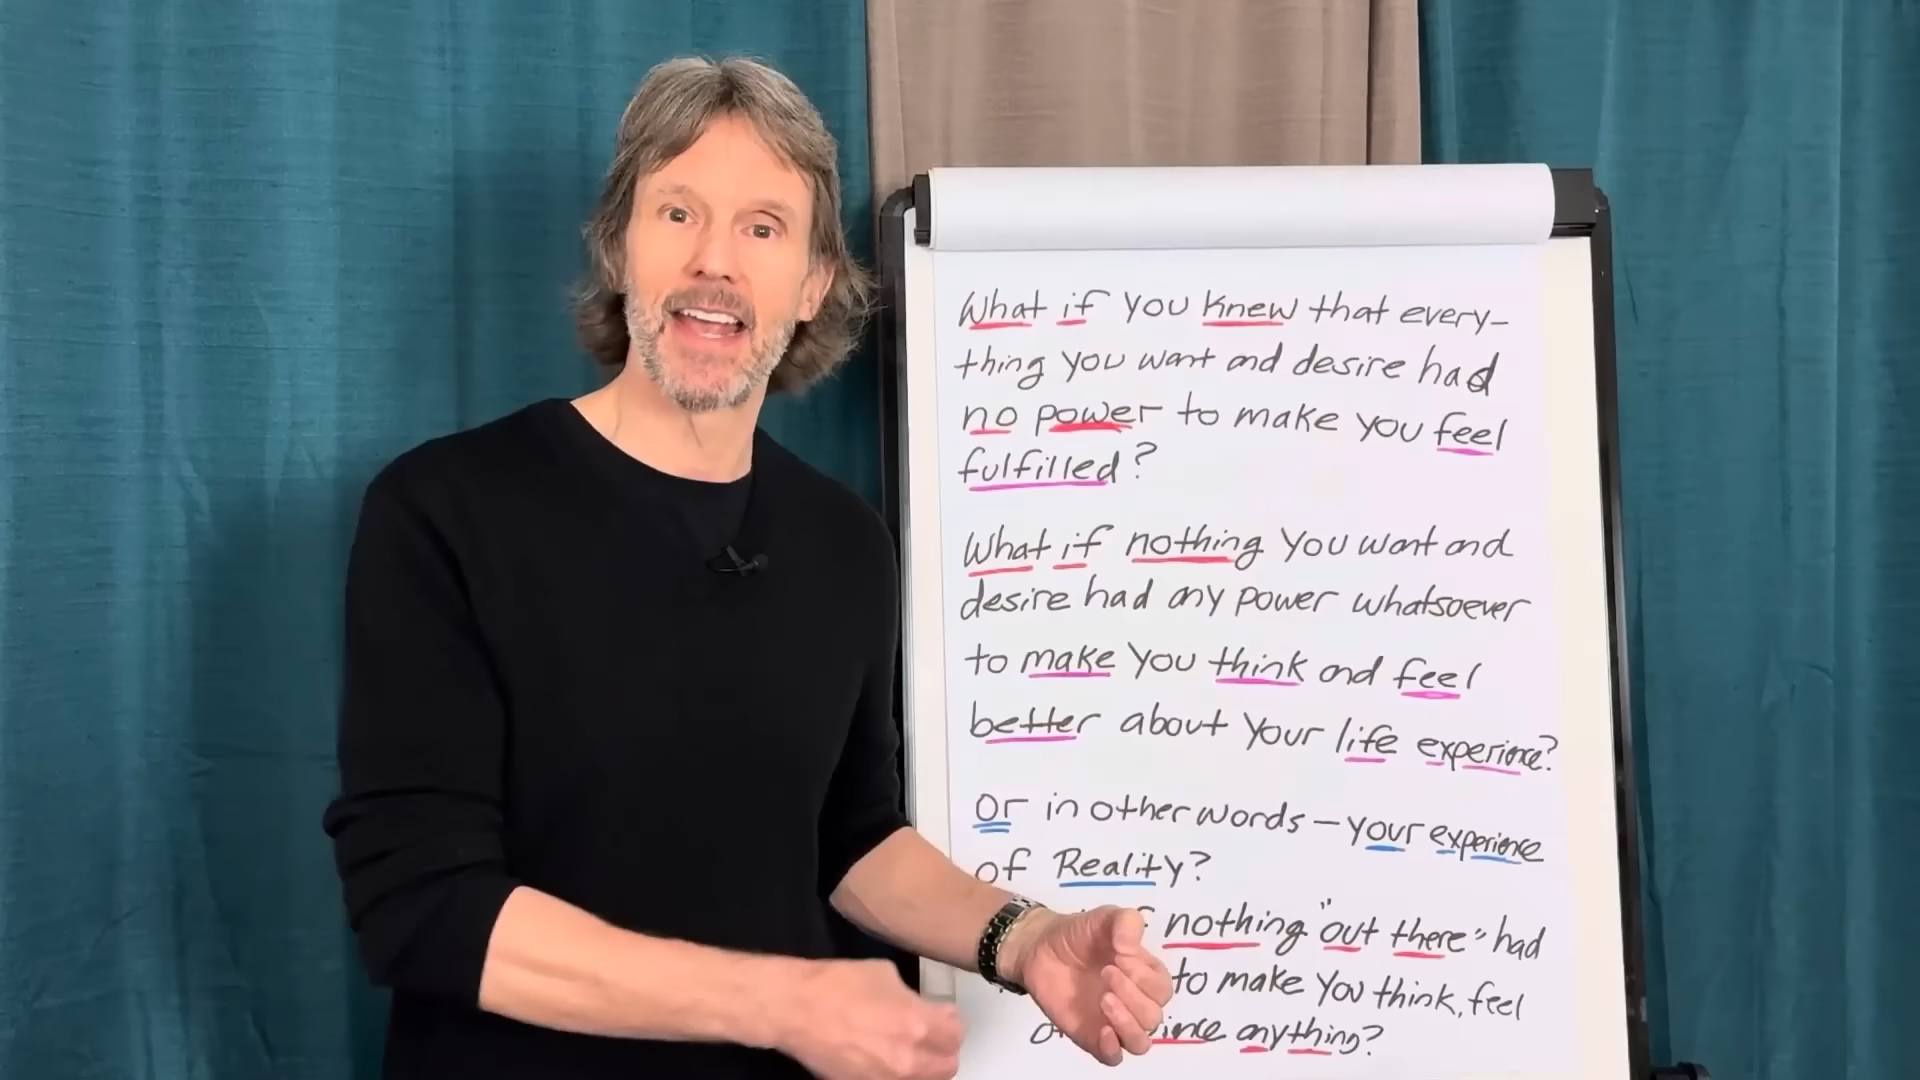 What if you knew that every-
thing you want and desire had
no power to make you feel
fulfilled?
What if nothing you want and
desire had any power whatsoever
to make you think and feel
better about your life experience?
or in other words – your experience
of Reality?
nothing "out there" had
to make you think, feel
anything?